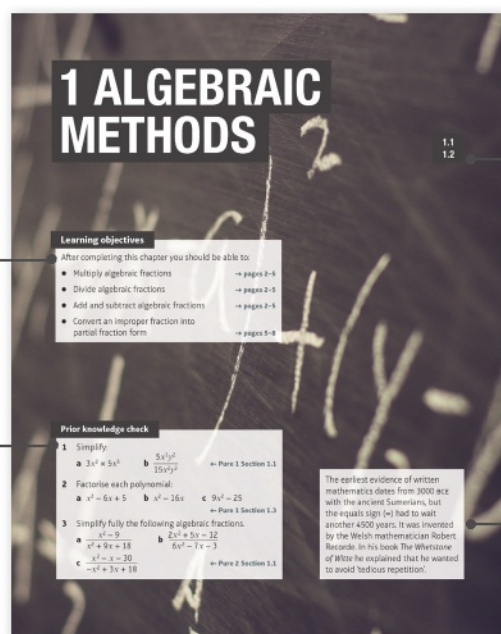 1 ALGEBRAIC
METHODS
1.1
1.2
Learning objectives
After completing this chapter you should be able to:
● Multiply algebraic fractions → pages 2–5
● Divide algebraic fractions → pages 2–5
● Add and subtract algebraic fractions → pages 2–5
● Convert an improper fraction into
partial fraction form → pages 5–8
Prior knowledge check
1 Simplify:
a 3x² × 5x⁵ b 5x³y²/15x²y³ ← Pure 1 Section 1.1
2 Factorise each polynomial:
a x² − 6x + 5 b x² − 16x c 9x² − 25
← Pure 1 Section 1.3
3 Simplify fully the following algebraic fractions.
a (x² − 9)/(x² + 9x + 18) b (2x² + 5x − 12)/(6x² − 7x − 3)
c (x² − x − 30)/(−x² + 3x + 18) ← Pure 2 Section 1.1
The earliest evidence of written
mathematics dates from 3000 BCE
with the ancient Sumerians, but
the equals sign (=) had to wait
another 4500 years. It was invented
by the Welsh mathematician Robert
Recorde. In his book The Whetstone
of Witte he explained that he wanted
to avoid 'tedious repetition'.